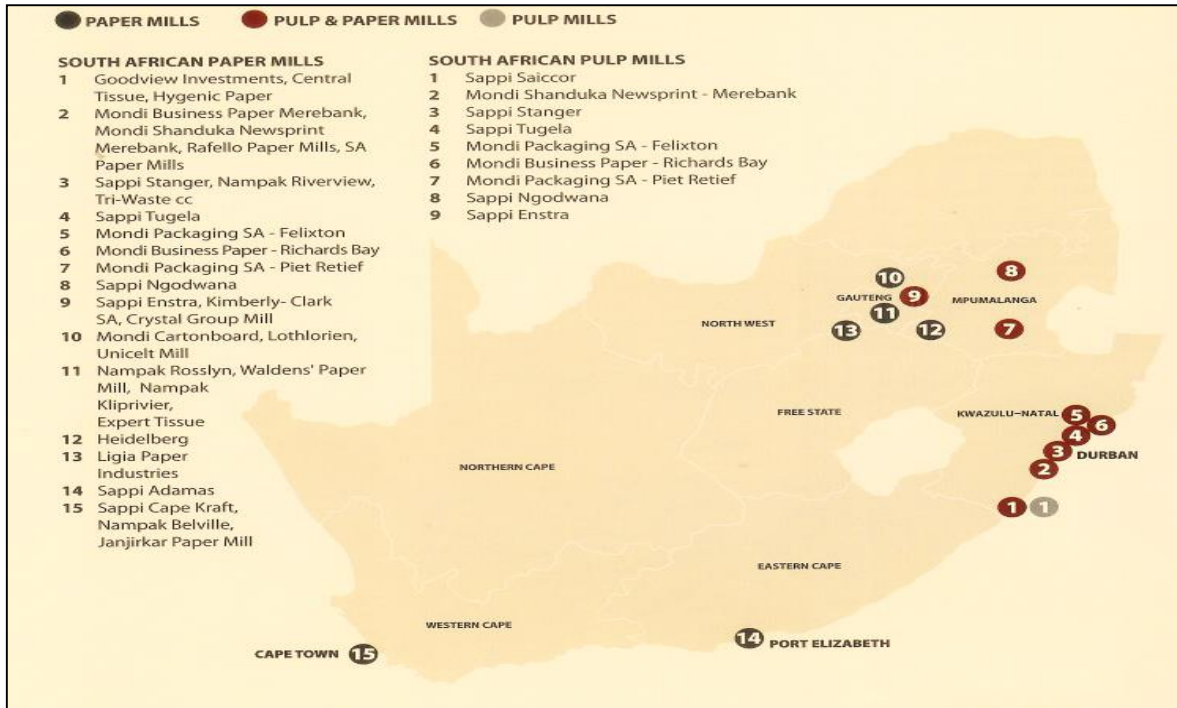 PAPER MILLS PULP & PAPER MILLS PULP MILLS
SOUTH AFRICAN PAPER MILLS
1 Goodview Investments, Central
Tissue, Hygenic Paper
2 Mondi Business Paper Merebank,
Mondi Shanduka Newsprint
Merebank, Rafello Paper Mills, SA
Paper Mills
3 Sappi Stanger, Nampak Riverview,
Tri-Waste cc
4 Sappi Tugela
5 Mondi Packaging SA - Felixton
6 Mondi Business Paper - Richards Bay
7 Mondi Packaging SA - Piet Retief
8 Sappi Ngodwana
9 Sappi Enstra, Kimberly- Clark
SA, Crystal Group Mill
10 Mondi Cartonboard, Lothlorien,
Unicelt Mill
11 Nampak Rosslyn, Waldens' Paper
Mill, Nampak
Kliprivier,
Expert Tissue
12 Heidelberg
13 Ligia Paper
Industries
14 Sappi Adamas
15 Sappi Cape Kraft,
Nampak Belville,
Janjirkar Paper Mill
SOUTH AFRICAN PULP MILLS
1 Sappi Saiccor
2 Mondi Shanduka Newsprint - Merebank
3 Sappi Stanger
4 Sappi Tugela
5 Mondi Packaging SA - Felixton
6 Mondi Business Paper - Richards Bay
7 Mondi Packaging SA - Piet Retief
8 Sappi Ngodwana
9 Sappi Enstra
8
10
GAUTENG 9 MPUMALANGA
11
NORTH WEST 13 12 7
FREE STATE KWAZULU-NATAL 5
6
4
3 DURBAN
NORTHERN CAPE 2
1 1
EASTERN CAPE
WESTERN CAPE
14 PORT ELIZABETH
CAPE TOWN 15